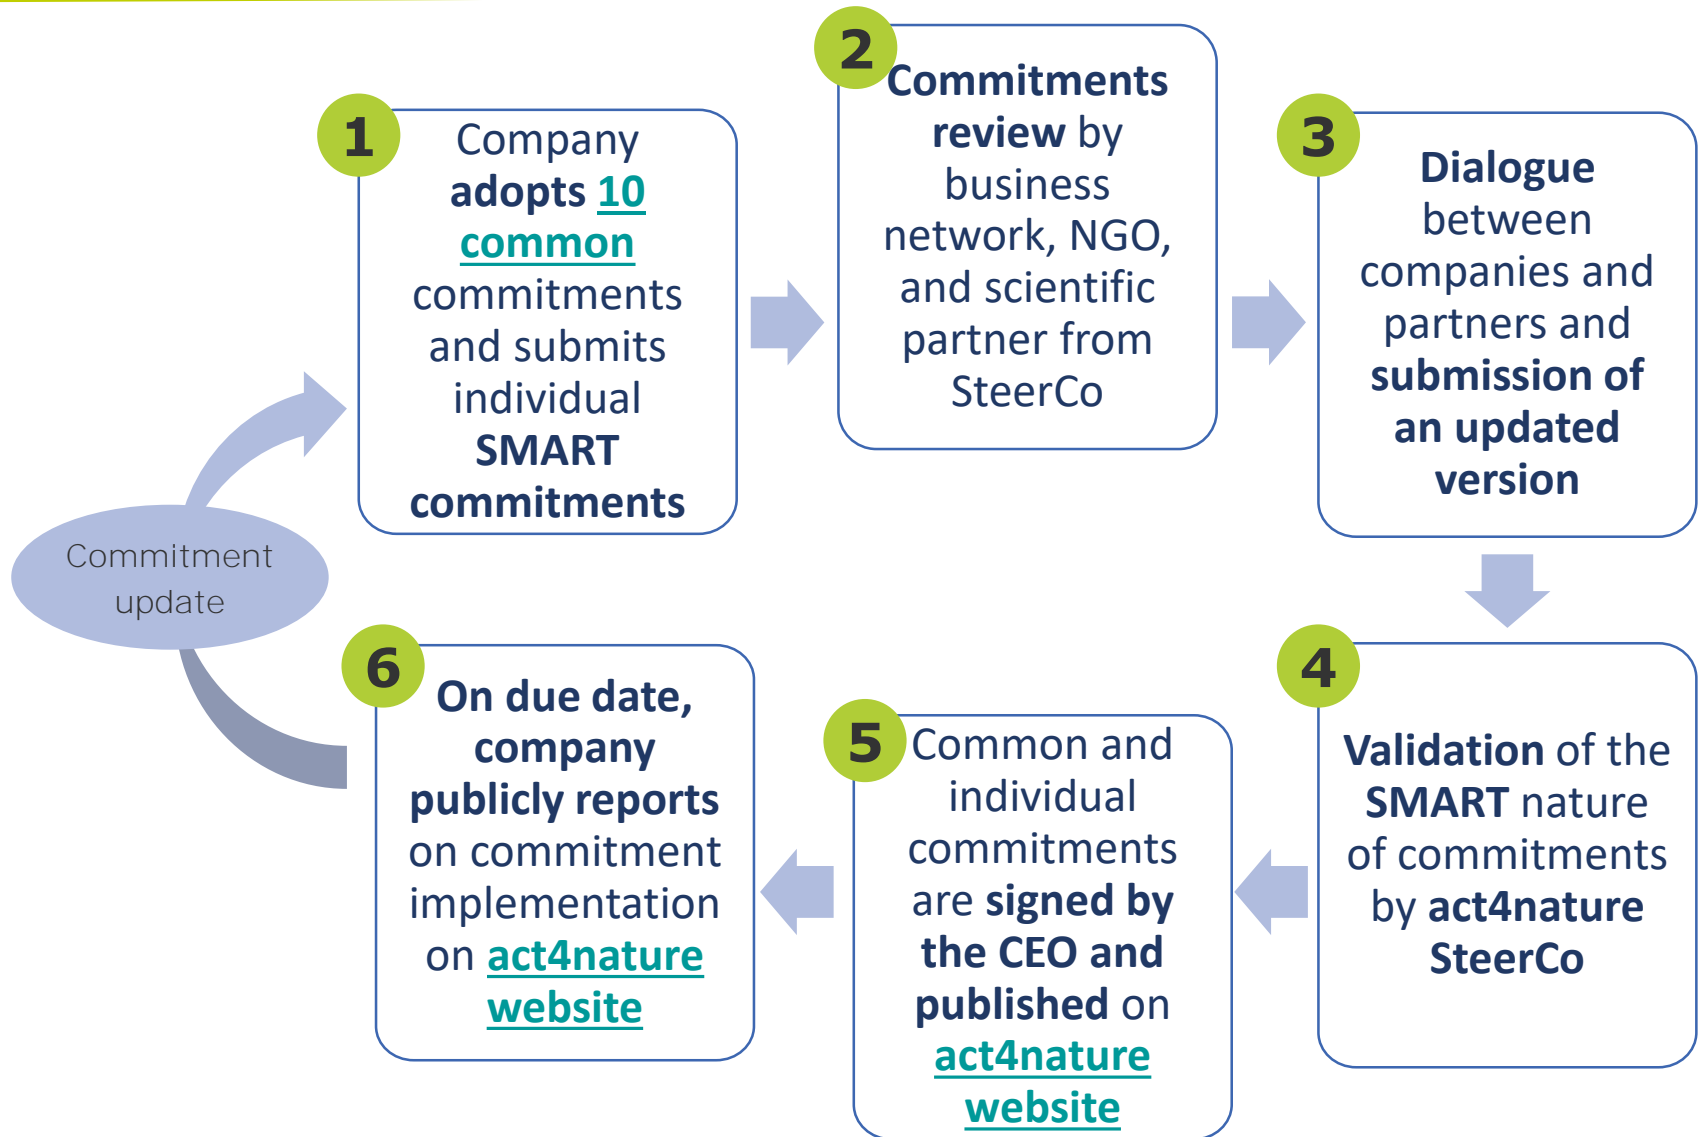 1
Company
adopts 10
common
commitments
and submits
individual
SMART
commitments
2
Commitments
review by
business
network, NGO,
and scientific
partner from
SteerCo
3
Dialogue
between
companies and
partners and
submission of
an updated
version
4
Validation of the
SMART nature
of commitments
by act4nature
SteerCo
5
Common and
individual
commitments
are signed by
the CEO and
published on
act4nature
website
6
On due date,
company
publicly reports
on commitment
implementation
on act4nature
website
Commitment
update